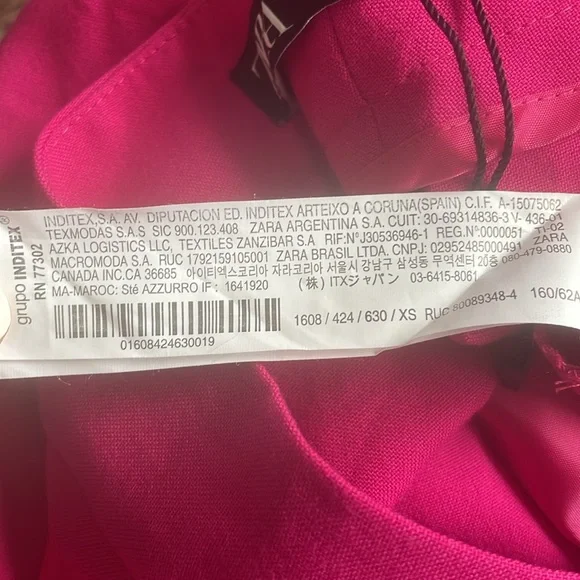 ZARA
grupo INDITEX®
RN 77302
INDITEX,S.A. AV. DIPUTACION ED. INDITEX ARTEIXO A CORUNA(SPAIN) C.I.F. A-15075062
TEXMODAS S.A.S SIC 900.123.408 ZARA ARGENTINA S.A. CUIT: 30-69314836-3 V- 436-01
AZKA LOGISTICS LLC, TEXTILES ZANZIBAR S.A RIF:N°J30536946-1 REG.N°0000051 TI-02
MACROMODA S.A. RUC 1792159105001 ZARA BRASIL LTDA. CNPJ: 02952485000491 ZARA
CANADA INC.CA 36685 아이티엑스코리아 자라코리아 서울시 강남구 삼성동 무역센터 20층 080-479-0880
MA-MAROC: Sté AZZURRO IF : 1641920 (株) ITXジャパン 03-6415-8061
01608424630019
1608 / 424 / 630 / XS RUC 80089348-4 160/62A